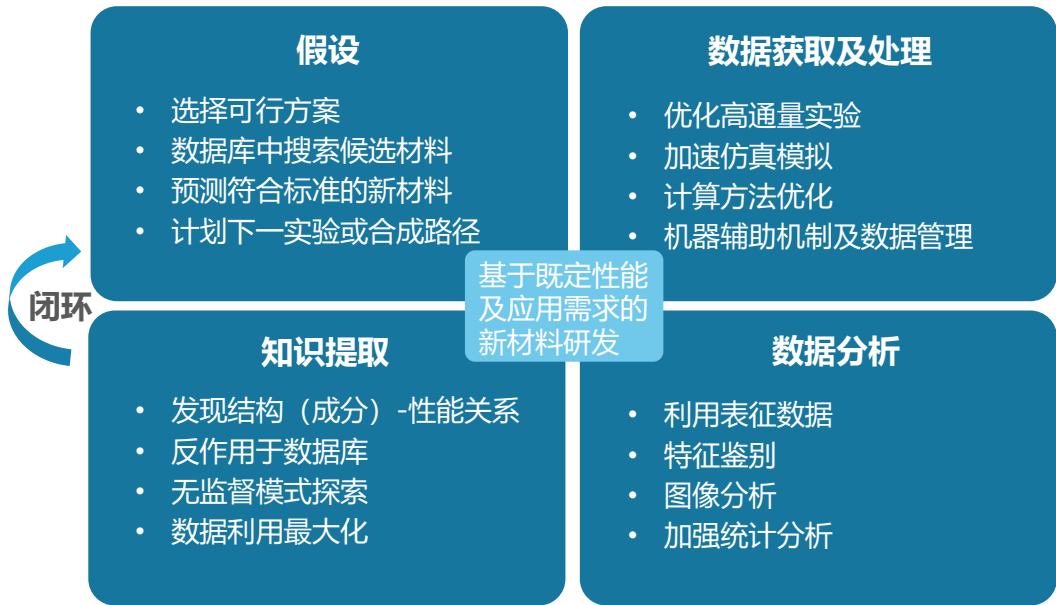 假设
• 选择可行方案
• 数据库中搜索候选材料
• 预测符合标准的新材料
• 计划下一实验或合成路径
数据获取及处理
• 优化高通量实验
• 加速仿真模拟
• 计算方法优化
• 机器辅助机制及数据管理
闭环
基于既定性能
及应用需求的
新材料研发
知识提取
• 发现结构（成分）-性能关系
• 反作用于数据库
• 无监督模式探索
• 数据利用最大化
数据分析
• 利用表征数据
• 特征鉴别
• 图像分析
• 加强统计分析